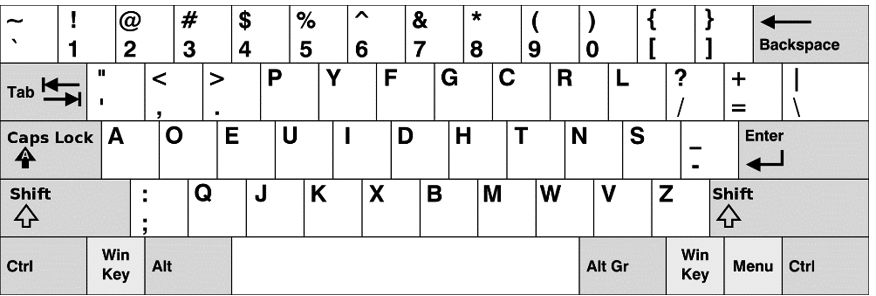 ~ ! @ # $ % ^ & * ( ) { }
` 1 2 3 4 5 6 7 8 9 0 [ ] Backspace
Tab " < > P Y F G C R L ? + |
' , . / = \
Caps Lock A O E U I D H T N S _ Enter
A -
Shift : Q J K X B M W V Z Shift
;
Ctrl Win Key Alt Alt Gr Win Key Menu Ctrl